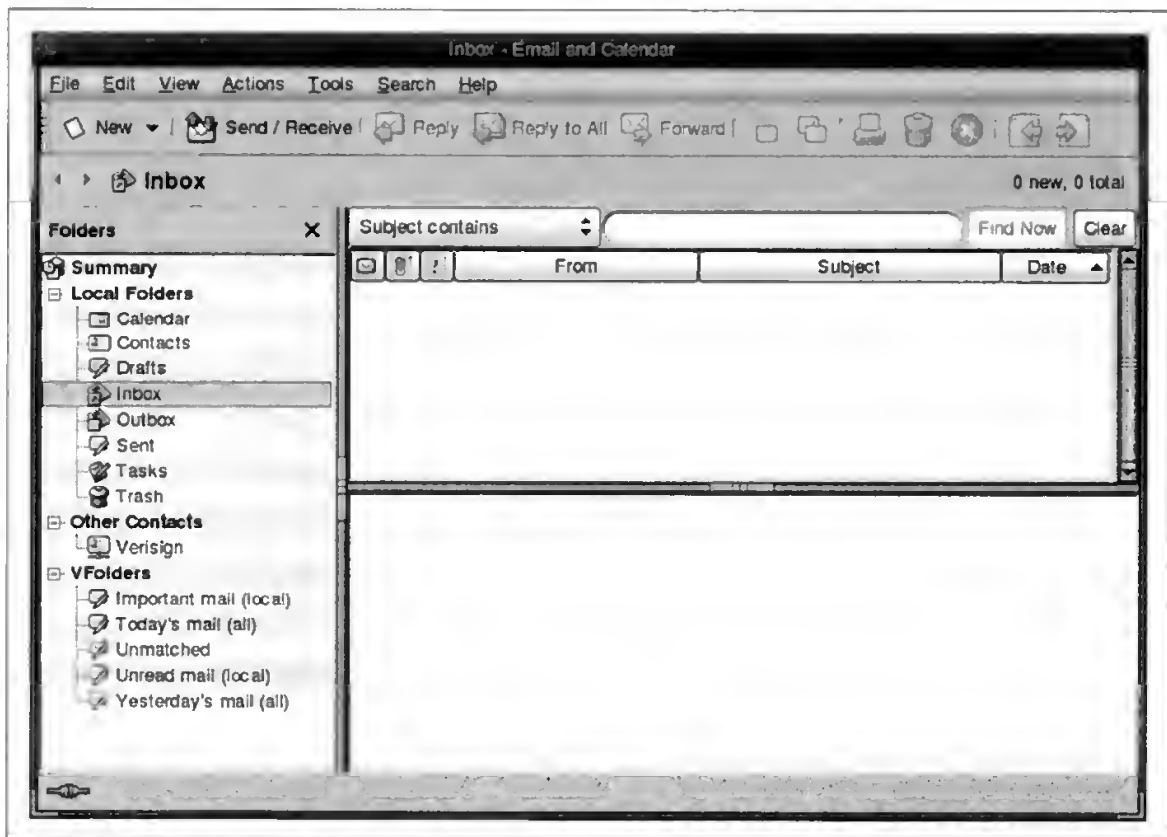 Inbox - Email and Calendar
File Edit View Actions Tools Search Help
New Send / Receive Reply Reply to All Forward
Inbox 0 new, 0 total
Folders Subject contains Find Now Clear
Summary From Subject Date
Local Folders
Calendar
Contacts
Drafts
Inbox
Outbox
Sent
Tasks
Trash
Other Contacts
Verisign
VFolders
Important mail (local)
Today's mail (all)
Unmatched
Unread mail (local)
Yesterday's mail (all)